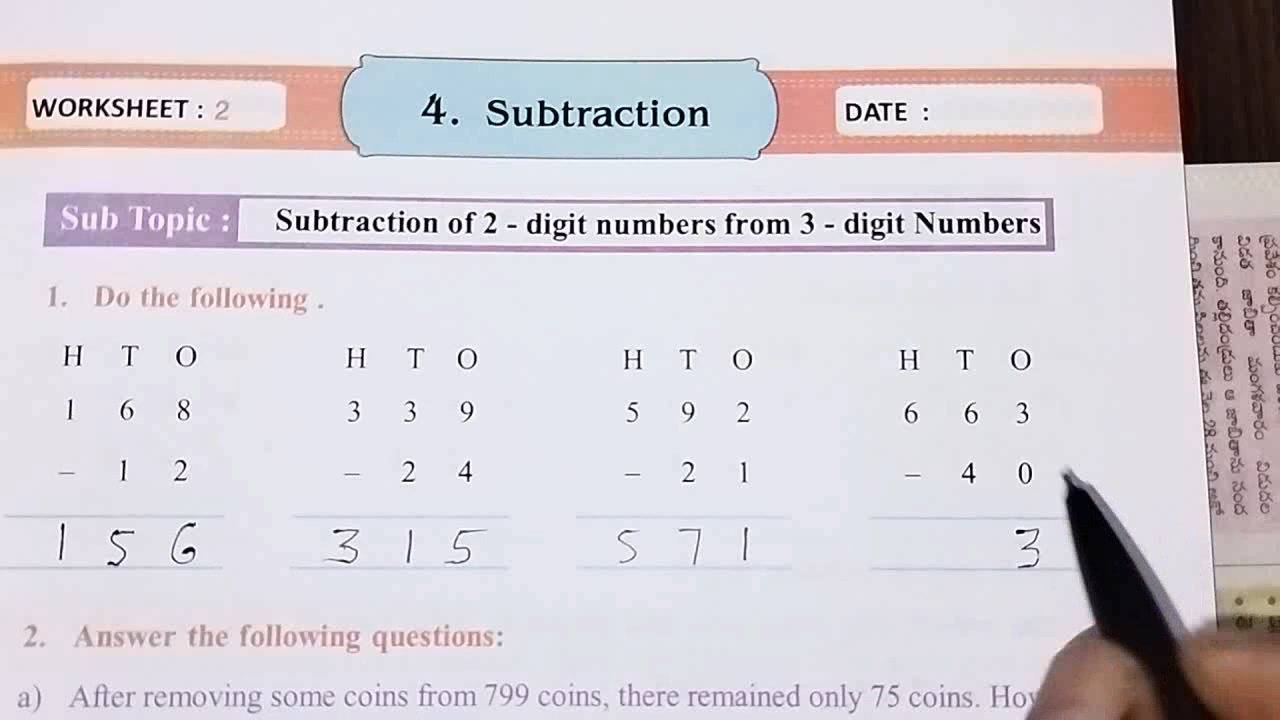 WORKSHEET : 2
4. Subtraction
DATE :
Sub Topic : Subtraction of 2 - digit numbers from 3 - digit Numbers
1. Do the following .
H T O H T O H T O H T O
1 6 8 3 3 9 5 9 2 6 6 3
– 1 2 – 2 4 – 2 1 – 4 0
1 5 6 3 1 5 5 7 1 3
2. Answer the following questions:
a) After removing some coins from 799 coins, there remained only 75 coins.